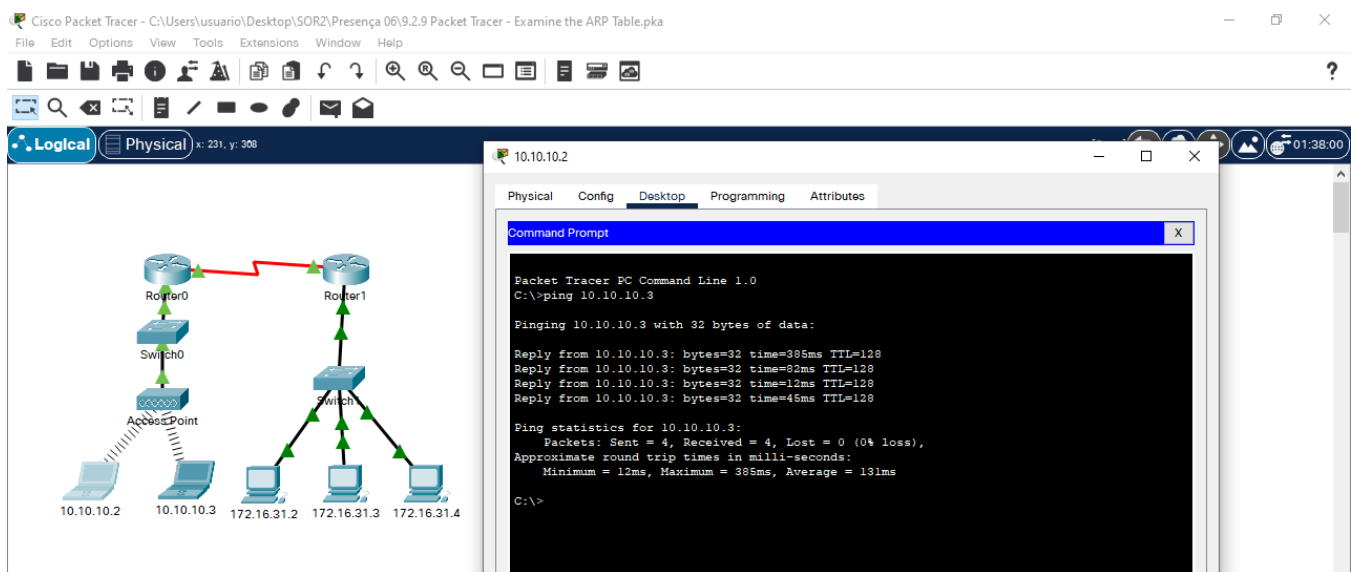 Cisco Packet Tracer - C:\Users\usuario\Desktop\SOR2\Presença 06\9.2.9 Packet Tracer - Examine the ARP Table.pka
File Edit Options View Tools Extensions Window Help
?
Logical Physical x: 231, y: 308
01:38:00
10.10.10.2
Physical Config Desktop Programming Attributes
Command Prompt X
Packet Tracer PC Command Line 1.0
C:\>ping 10.10.10.3
Pinging 10.10.10.3 with 32 bytes of data:
Reply from 10.10.10.3: bytes=32 time=385ms TTL=128
Reply from 10.10.10.3: bytes=32 time=82ms TTL=128
Reply from 10.10.10.3: bytes=32 time=12ms TTL=128
Reply from 10.10.10.3: bytes=32 time=45ms TTL=128
Ping statistics for 10.10.10.3:
Packets: Sent = 4, Received = 4, Lost = 0 (0% loss),
Approximate round trip times in milli-seconds:
Minimum = 12ms, Maximum = 385ms, Average = 131ms
C:\>
Router0
Router1
Switch0
Switch1
Access Point
10.10.10.2
10.10.10.3
172.16.31.2
172.16.31.3
172.16.31.4